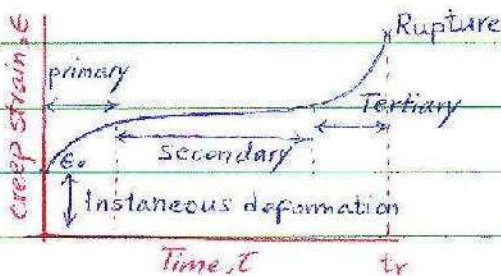 Rupture
primary
Tertiary
secondary
ε₀
Instaneous deformation
creep strain, ε
Time, t
tr